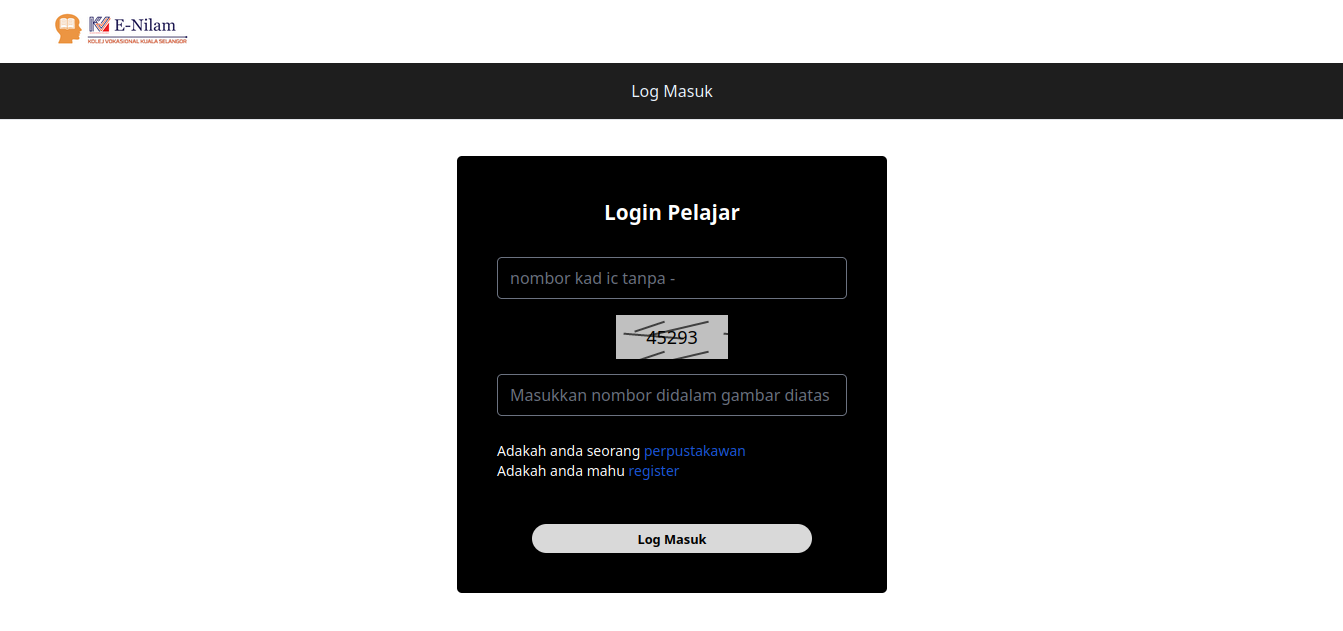 E-Nilam
KOLEJ VOKASIONAL KUALA SELANGOR
Log Masuk
Login Pelajar
nombor kad ic tanpa -
45293
Masukkan nombor didalam gambar diatas
Adakah anda seorang perpustakawan
Adakah anda mahu register
Log Masuk